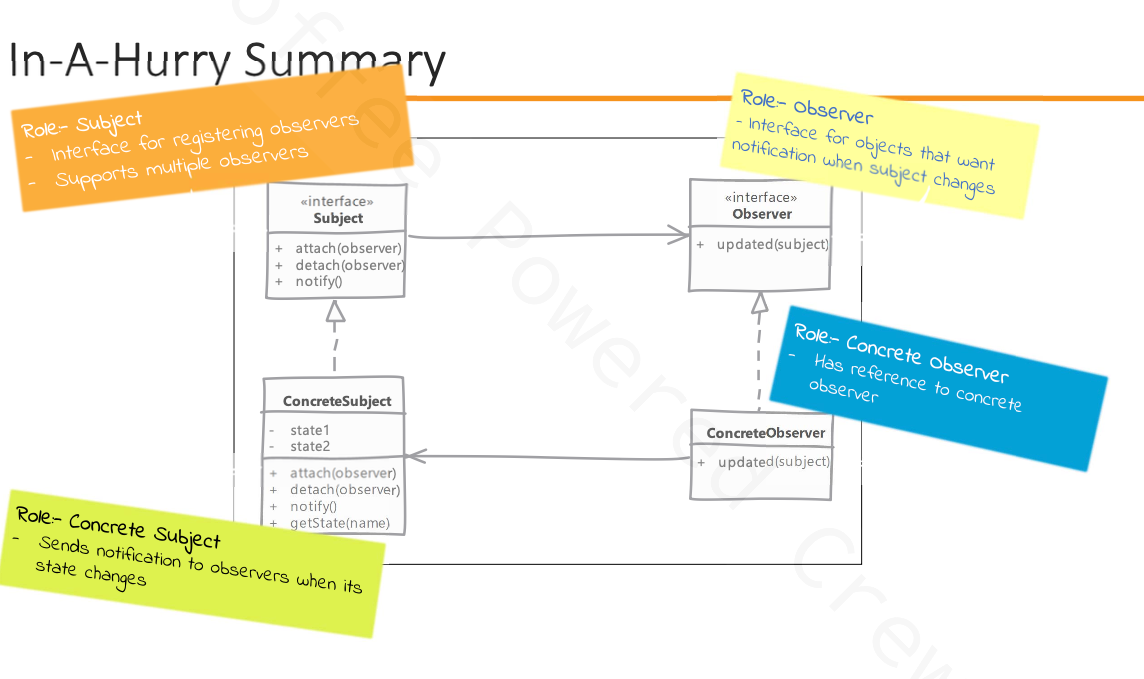 In-A-Hurry Summary
Role:- Subject
- Interface for registering observers
- Supports multiple observers
Role:- Observer
- Interface for objects that want
notification when subject changes
«interface»
Subject
+ attach(observer)
+ detach(observer)
+ notify()
«interface»
Observer
+ updated(subject)
Role:- Concrete Observer
- Has reference to concrete
observer
ConcreteSubject
- state1
- state2
+ attach(observer)
+ detach(observer)
+ notify()
+ getState(name)
ConcreteObserver
+ updated(subject)
Role:- Concrete Subject
- Sends notification to observers when its
state changes
Powered Crew